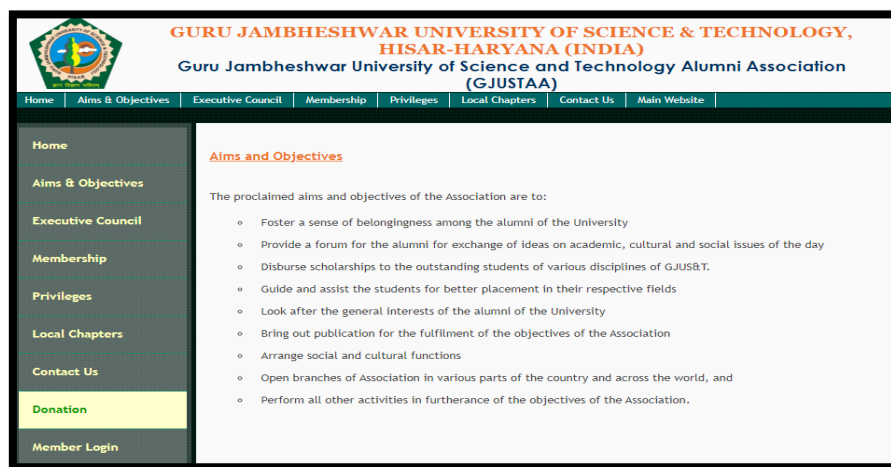 GURU JAMBHESHWAR UNIVERSITY OF SCIENCE & TECHNOLOGY,
HISAR-HARYANA (INDIA)
Guru Jambheshwar University of Science and Technology Alumni Association
(GJUSTAA)
Home Aims & Objectives Executive Council Membership Privileges Local Chapters Contact Us Main Website
Home
Aims & Objectives
Executive Council
Membership
Privileges
Local Chapters
Contact Us
Donation
Member Login
Aims and Objectives
The proclaimed aims and objectives of the Association are to:
Foster a sense of belongingness among the alumni of the University
Provide a forum for the alumni for exchange of ideas on academic, cultural and social issues of the day
Disburse scholarships to the outstanding students of various disciplines of GJUS&T.
Guide and assist the students for better placement in their respective fields
Look after the general interests of the alumni of the University
Bring out publication for the fulfilment of the objectives of the Association
Arrange social and cultural functions
Open branches of Association in various parts of the country and across the world, and
Perform all other activities in furtherance of the objectives of the Association.